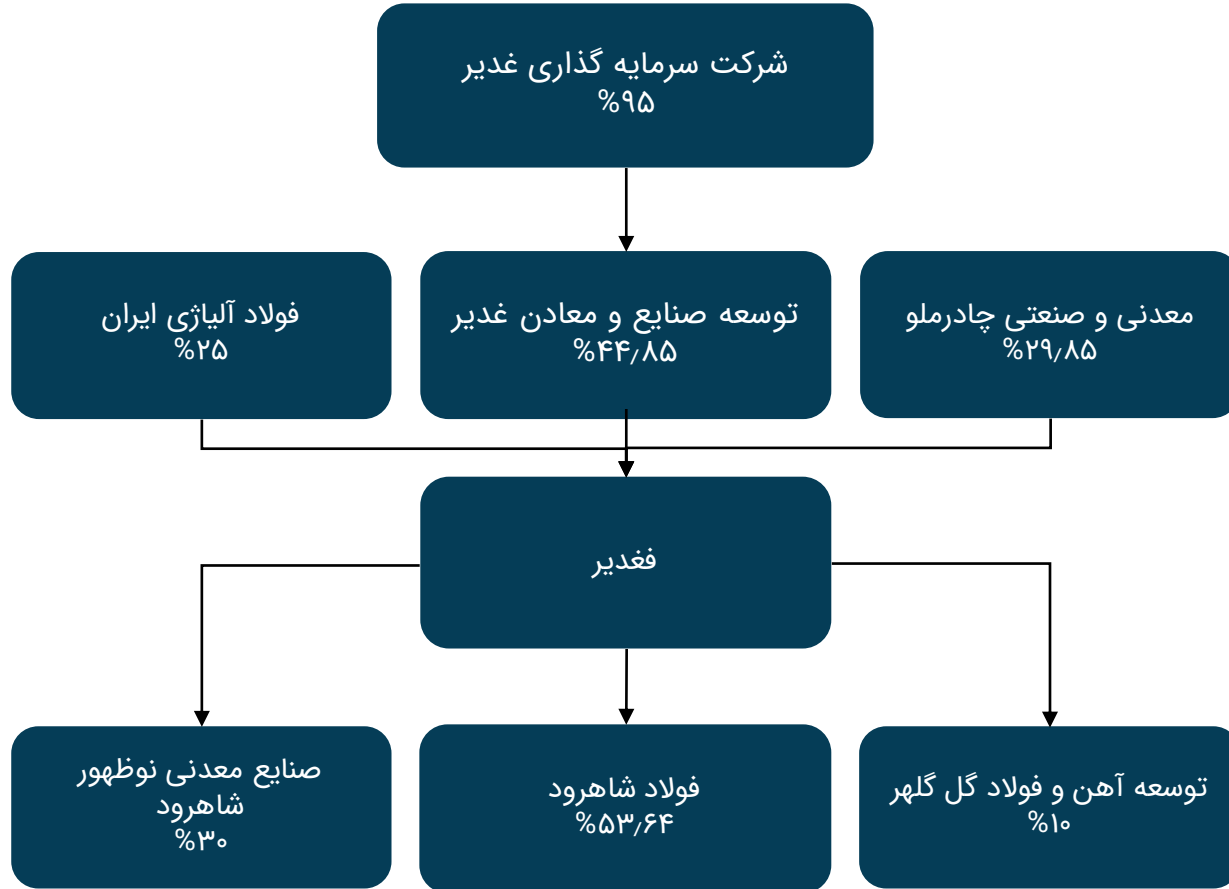 شرکت سرمایه گذاری غدیر
%۹۵
معدنی و صنعتی چادرملو
%۲۹٫۸۵
توسعه صنایع و معادن غدیر
%۴۴٫۸۵
فولاد آلیاژی ایران
%۲۵
فغدیر
توسعه آهن و فولاد گل گلهر
%۱۰
فولاد شاهرود
%۵۳٫۶۴
صنایع معدنی نوظهور
شاهرود
%۳۰